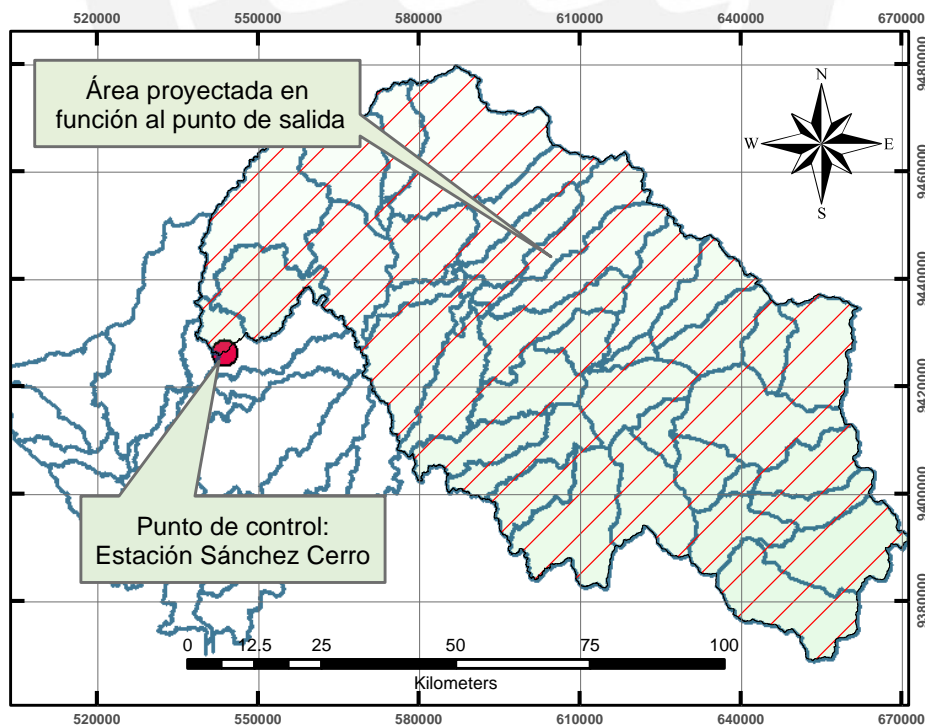 520000 550000 580000 610000 640000 670000
Área proyectada en
función al punto de salida
N
W E
S
9480000
9460000
9440000
9420000
9400000
9380000
Punto de control:
Estación Sánchez Cerro
0 12.5 25 50 75 100
Kilometers
520000 550000 580000 610000 640000 670000